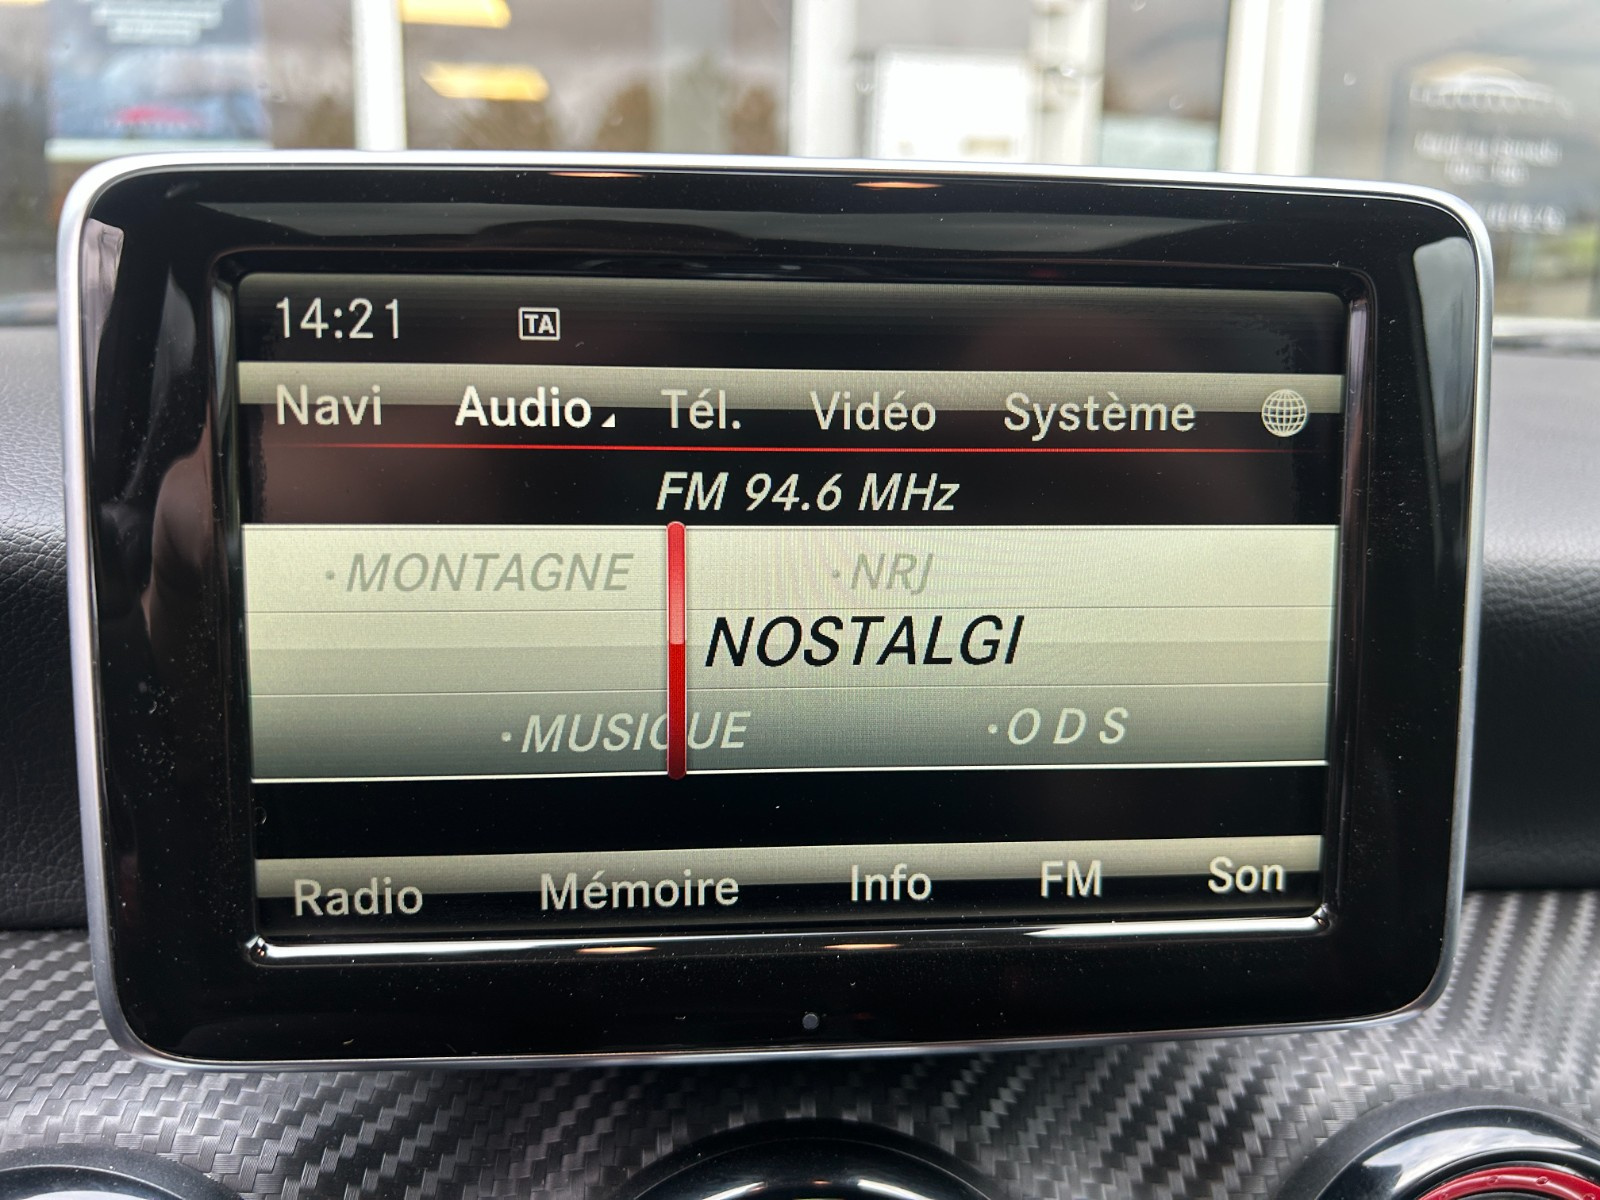 14:21 TA
Navi Audio Tél. Vidéo Système
FM 94.6 MHz
·MONTAGNE ·NRJ
NOSTALGI
·MUSIQUE ·O D S
Radio Mémoire Info FM Son